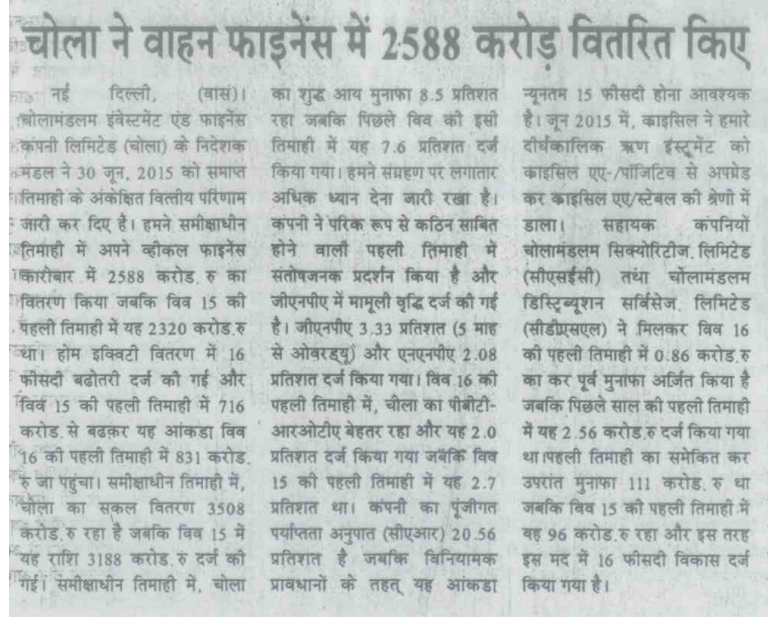 चोला ने वाहन फाइनेंस में 2588 करोड़ वितरित किए
नई दिल्ली, (वासं)।
चोलामंडलम इंवेस्टमेंट एंड फाइनेंस
कंपनी लिमिटेड (चोला) के निदेशक
मंडल ने 30 जून, 2015 को समाप्त
तिमाही के अंकेक्षित वित्तीय परिणाम
जारी कर दिए है। हमने समीक्षाधीन
तिमाही में अपने व्हीकल फाइनेंस
कारोबार में 2588 करोड़. रु का
वितरण किया जबकि विव 15 की
पहली तिमाही में यह 2320 करोड़.रु
था। होम इक्विटी वितरण में 16
फीसदी बढोतरी दर्ज की गई और
विव 15 की पहली तिमाही में 716
करोड़. से बढक़र यह आंकडा विव
16 की पहली तिमाही में 831 करोड़.
रु जा पहुंचा। समीक्षाधीन तिमाही में,
चोला का सकल वितरण 3508
करोड़. रु रहा है जबकि विव 15 में
यह राशि 3188 करोड़. रु दर्ज की
गई। समीक्षाधीन तिमाही में, चोला
का शुद्ध आय मुनाफा 8.5 प्रतिशत
रहा जबकि पिछले विव की इसी
तिमाही में यह 7.6 प्रतिशत दर्ज
किया गया। हमने संग्रहण पर लगातार
अधिक ध्यान देना जारी रखा है।
कंपनी ने परिक रूप से कठिन साबित
होने वाली पहली तिमाही में
संतोषजनक प्रदर्शन किया है और
जीएनपीए में मामूली वृद्धि दर्ज की गई
है। जीएनपीए 3.33 प्रतिशत (5 माह
से ओवरड्यू) और एनएनपीए 2.08
प्रतिशत दर्ज किया गया। विव 16 की
पहली तिमाही में, चोला का पीबीटी-
आरओटीए बेहतर रहा और यह 2.0
प्रतिशत दर्ज किया गया जबकि विव
15 की पहली तिमाही में यह 2.7
प्रतिशत था। कंपनी का पूंजीगत
पर्याप्तता अनुपात (सीएआर) 20.56
प्रतिशत है जबकि विनियामक
प्रावधानों के तहत् यह आंकडा
न्यूनतम 15 फीसदी होना आवश्यक
है। जून 2015 में, क्राइसिल ने हमारे
दीर्घकालिक ऋण इंस्ट्रूमेंट को
क्राइसिल एए-/पॉजिटिव से अपग्रेड
कर क्राइसिल एए/स्टेबल की श्रेणी में
डाला। सहायक कंपनियों
चोलामंडलम सिक्योरिटीज. लिमिटेड
(सीएसईसी) तथा चोलामंडलम
डिस्ट्रिब्यूशन सर्विसेज. लिमिटेड
(सीडीएसएल) ने मिलकर विव 16
की पहली तिमाही में 0.86 करोड़.रु
का कर पूर्व मुनाफा अर्जित किया है
जबकि पिछले साल की पहली तिमाही
में यह 2.56 करोड़.रु दर्ज किया गया
था।पहली तिमाही का समेकित कर
उपरांत मुनाफा 111 करोड़. रु था
जबकि विव 15 की पहली तिमाही में
वह 96 करोड़.रु रहा और इस तरह
इस मद में 16 फीसदी विकास दर्ज
किया गया है।